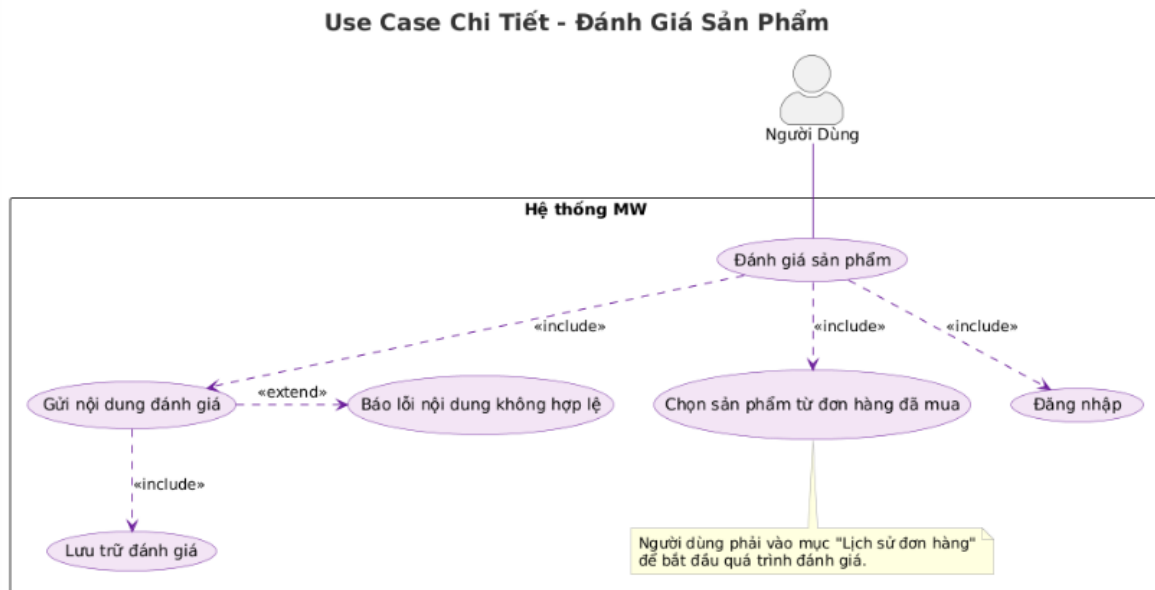 Use Case Chi Tiết - Đánh Giá Sản Phẩm
Người Dùng
Hệ thống MW
Đánh giá sản phẩm
«include»
«include»
«include»
Gửi nội dung đánh giá
«extend»
Báo lỗi nội dung không hợp lệ
Chọn sản phẩm từ đơn hàng đã mua
Đăng nhập
«include»
Lưu trữ đánh giá
Người dùng phải vào mục "Lịch sử đơn hàng"
để bắt đầu quá trình đánh giá.